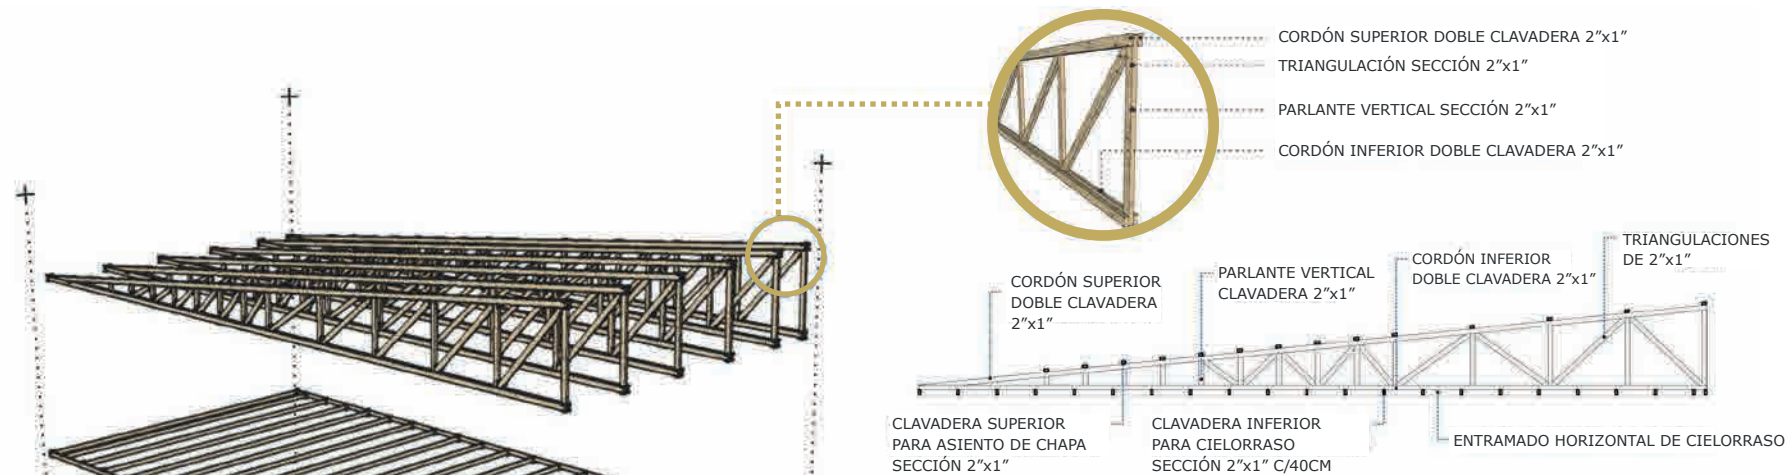 CORDÓN SUPERIOR DOBLE CLAVADERA 2”x1”
TRIANGULACIÓN SECCIÓN 2”x1”
PARLANTE VERTICAL SECCIÓN 2”x1”
CORDÓN INFERIOR DOBLE CLAVADERA 2”x1”
CORDÓN SUPERIOR
DOBLE CLAVADERA
2”x1”
PARLANTE VERTICAL
CLAVADERA 2”x1”
CORDÓN INFERIOR
DOBLE CLAVADERA 2”x1”
TRIANGULACIONES
DE 2”x1”
CLAVADERA SUPERIOR
PARA ASIENTO DE CHAPA
SECCIÓN 2”x1”
CLAVADERA INFERIOR
PARA CIELORRASO
SECCIÓN 2”x1” C/40CM
ENTRAMADO HORIZONTAL DE CIELORRASO